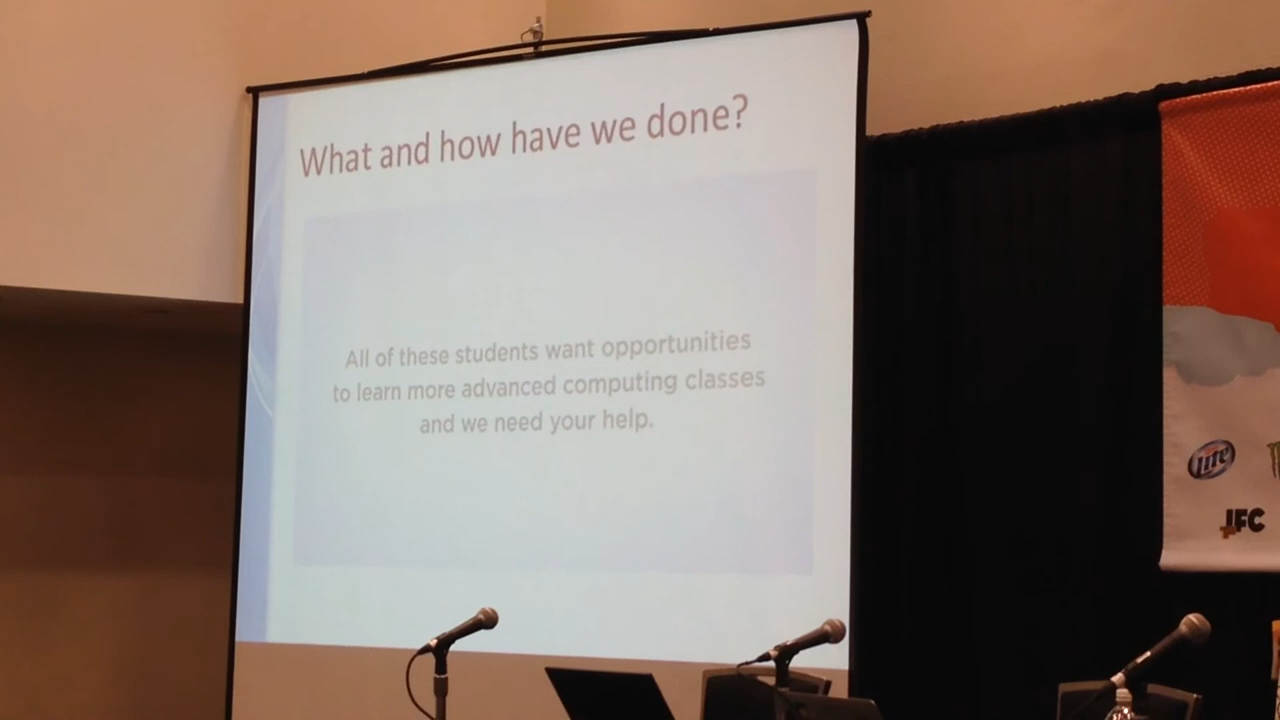 What and how have we done?
All of these students want opportunities
to learn more advanced computing classes
and we need your help.
Lite
IFC